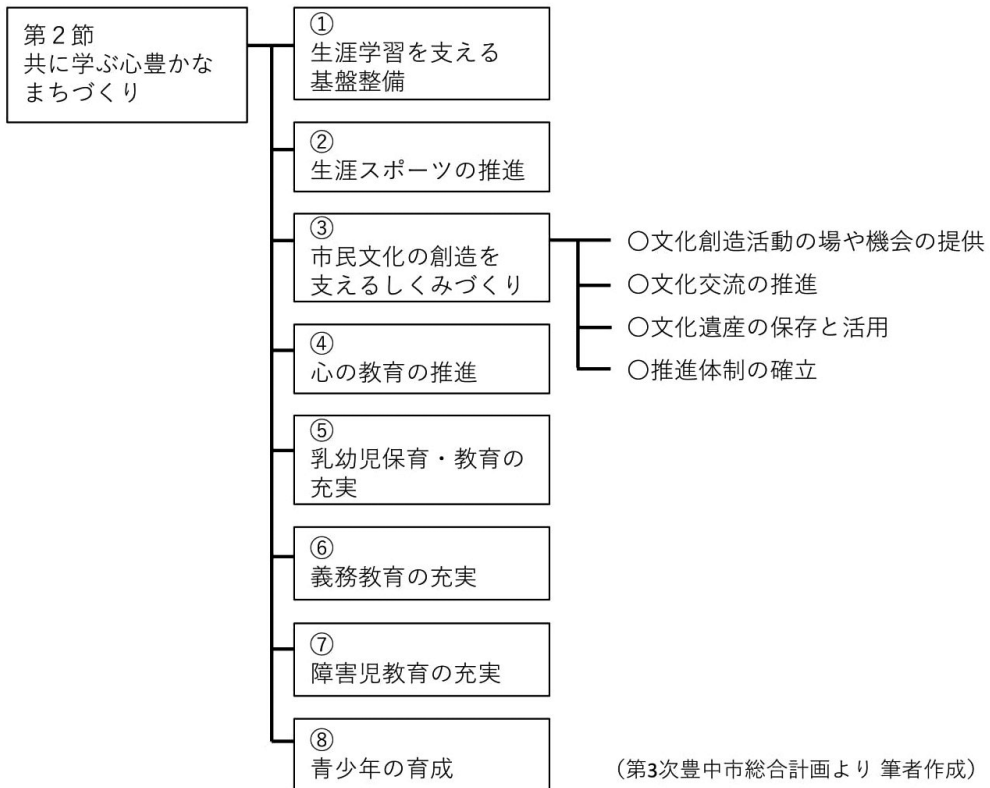 第２節
共に学ぶ心豊かな
まちづくり
①
生涯学習を支える
基盤整備
②
生涯スポーツの推進
③
市民文化の創造を
支えるしくみづくり
〇文化創造活動の場や機会の提供
〇文化交流の推進
〇文化遺産の保存と活用
〇推進体制の確立
④
心の教育の推進
⑤
乳幼児保育・教育の
充実
⑥
義務教育の充実
⑦
障害児教育の充実
⑧
青少年の育成
（第3次豊中市総合計画より 筆者作成）